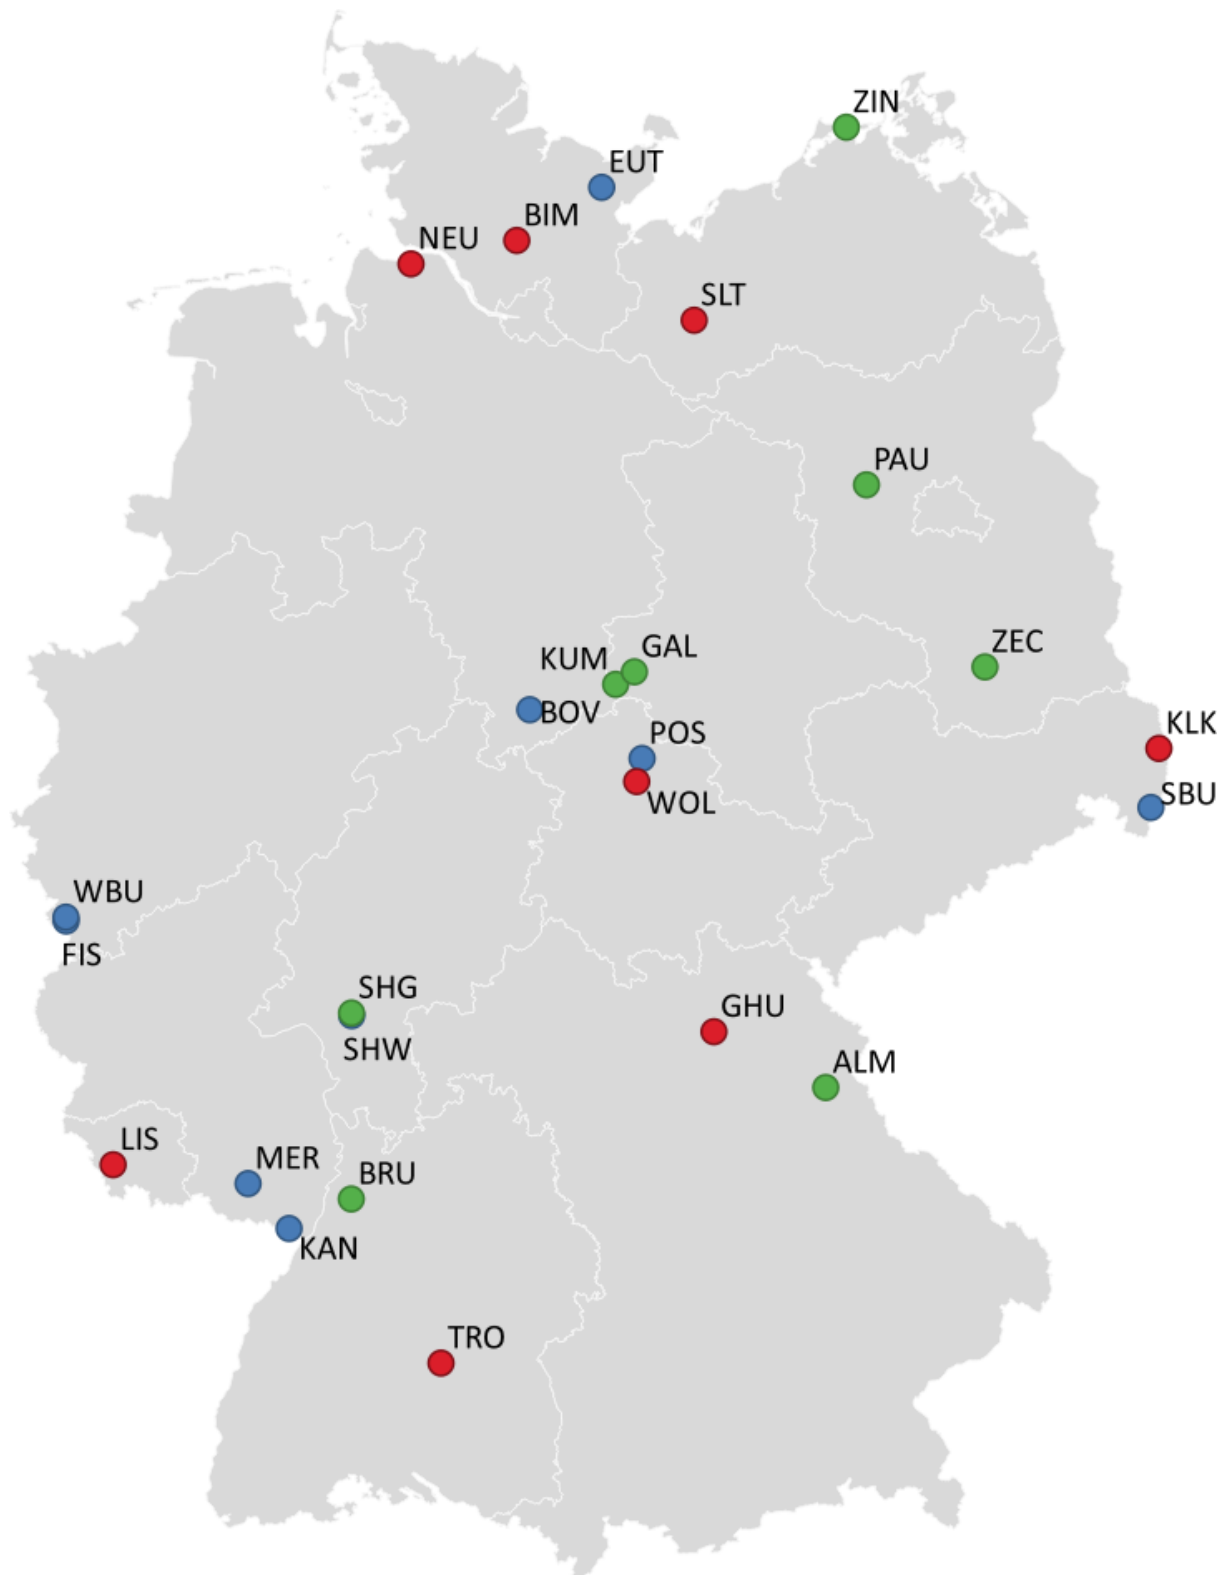 ZIN
EUT
BIM
NEU
SLT
PAU
ZEC
GAL
KUM
BOV
POS
KLK
SBU
WOL
WBU
FIS
SHG
SHW
GHU
ALM
LIS
MER
BRU
KAN
TRO